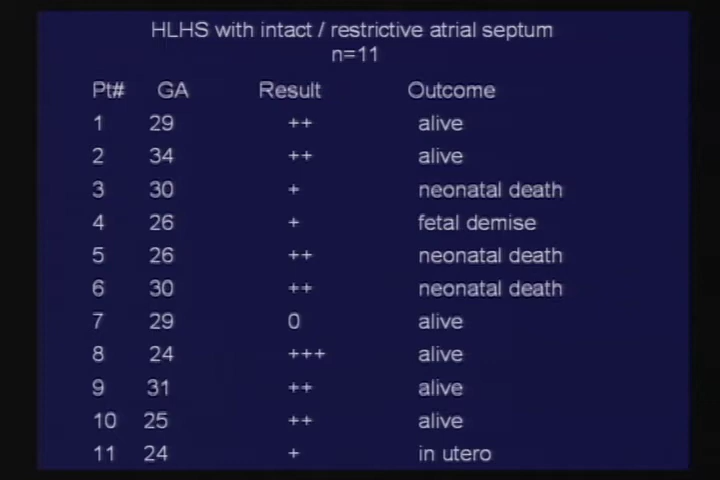 HLHS with intact / restrictive atrial septum
n=11
Pt# GA Result Outcome
1 29 ++ alive
2 34 ++ alive
3 30 + neonatal death
4 26 + fetal demise
5 26 ++ neonatal death
6 30 ++ neonatal death
7 29 0 alive
8 24 +++ alive
9 31 ++ alive
10 25 ++ alive
11 24 + in utero